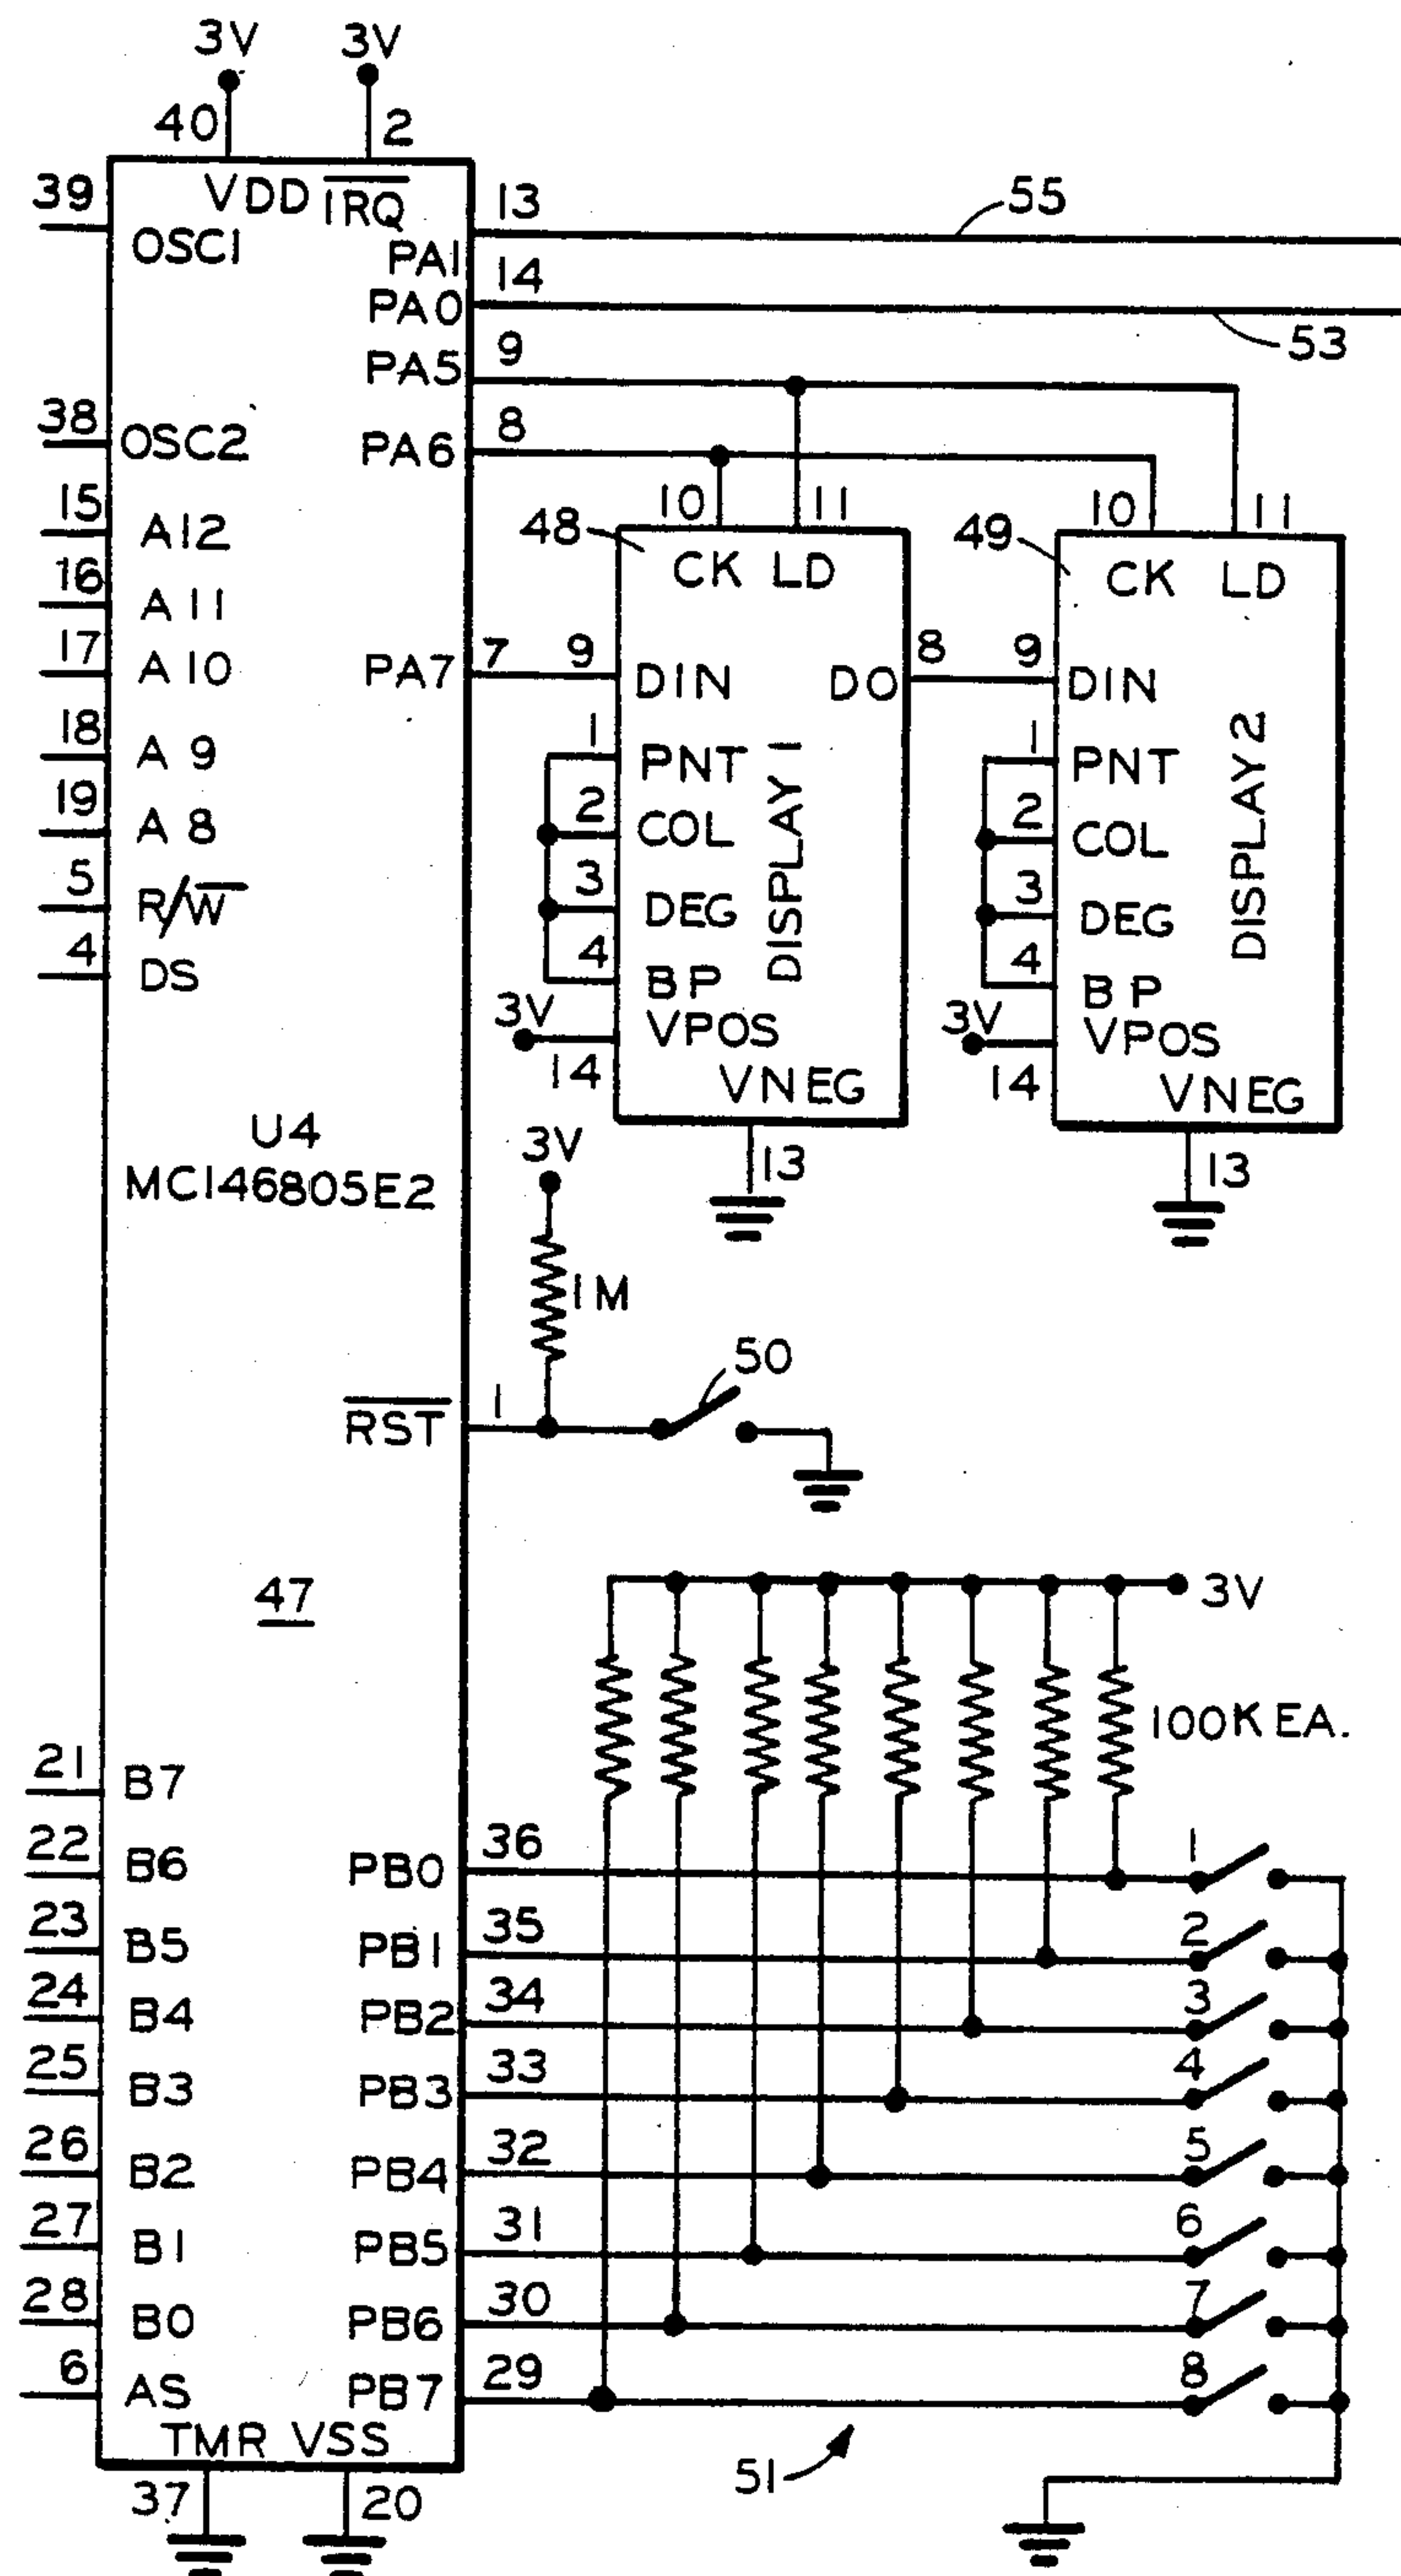 3V 3V
40 2
39 VDD IRQ 13 55
OSC1 PA1
14
PA0 53
9
PA5
38 OSC2 8
PA6
10 11 10 11
15 A12 48 49
CK LD CK LD
16 A11
17 A10 PA7 7 9 DIN DO 8 9 DIN
18 A9 1 PNT 1 PNT
19 A8 2 COL 2 COL
5 R/W 3 DEG 3 DEG
DISPLAY 1 DISPLAY 2
4 DS 4 BP 4 BP
3V VPOS 3V VPOS
14 14
VNEG VNEG
U4 13 13
MC146805E2 3V
1M
50
RST 1
47 3V
100K EA.
21 B7
22 B6 PB0 36 1
23 B5 PB1 35 2
24 B4 PB2 34 3
25 B3 PB3 33 4
26 B2 PB4 32 5
27 B1 PB5 31 6
28 B0 PB6 30 7
6 AS PB7 29 8
TMR VSS
51
37 20